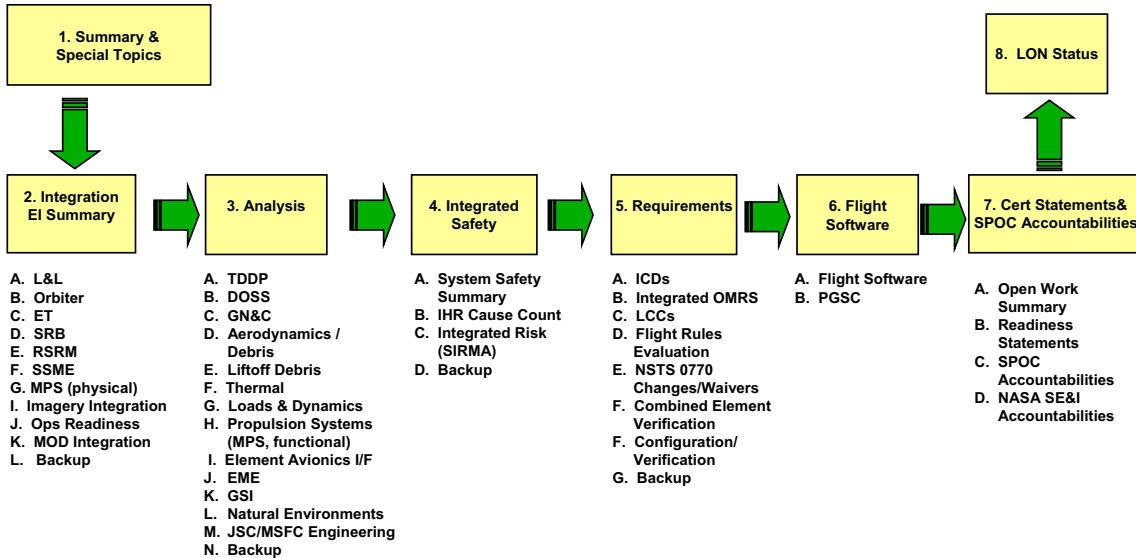 1. Summary &
Special Topics
8. LON Status
2. Integration
EI Summary
3. Analysis
4. Integrated
Safety
5. Requirements
6. Flight
Software
7. Cert Statements&
SPOC Accountabilities
A. L&L
B. Orbiter
C. ET
D. SRB
E. RSRM
F. SSME
G. MPS (physical)
I. Imagery Integration
J. Ops Readiness
K. MOD Integration
L. Backup
A. TDDP
B. DOSS
C. GN&C
D. Aerodynamics /
Debris
E. Liftoff Debris
F. Thermal
G. Loads & Dynamics
H. Propulsion Systems
(MPS, functional)
I. Element Avionics I/F
J. EME
K. GSI
L. Natural Environments
M. JSC/MSFC Engineering
N. Backup
A. System Safety
Summary
B. IHR Cause Count
C. Integrated Risk
(SIRMA)
D. Backup
A. ICDs
B. Integrated OMRS
C. LCCs
D. Flight Rules
Evaluation
E. NSTS 0770
Changes/Waivers
F. Combined Element
Verification
F. Configuration/
Verification
G. Backup
A. Flight Software
B. PGSC
A. Open Work
Summary
B. Readiness
Statements
C. SPOC
Accountabilities
D. NASA SE&I
Accountabilities